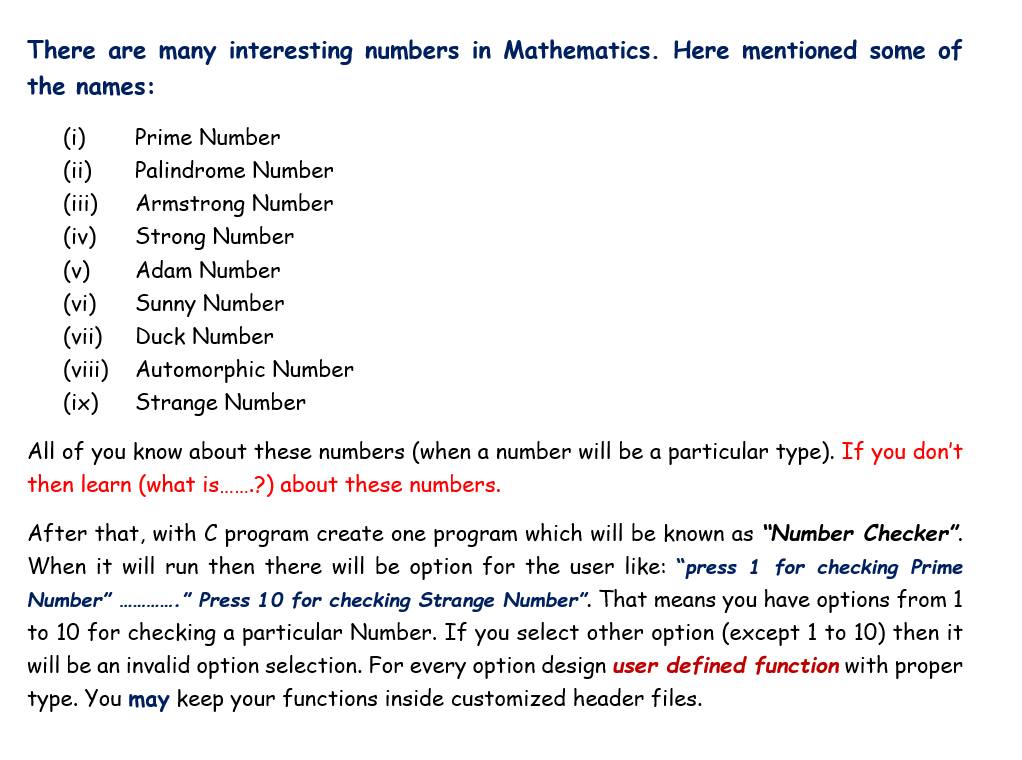 There are many interesting numbers in Mathematics. Here mentioned some of
the names:
(i) Prime Number
(ii) Palindrome Number
(iii) Armstrong Number
(iv) Strong Number
(v) Adam Number
(vi) Sunny Number
(vii) Duck Number
(viii) Automorphic Number
(ix) Strange Number
All of you know about these numbers (when a number will be a particular type). If you don't
then learn (what is.......?) about these numbers.
After that, with C program create one program which will be known as "Number Checker".
When it will run then there will be option for the user like: "press 1 for checking Prime
Number" ............." Press 10 for checking Strange Number". That means you have options from 1
to 10 for checking a particular Number. If you select other option (except 1 to 10) then it
will be an invalid option selection. For every option design user defined function with proper
type. You may keep your functions inside customized header files.